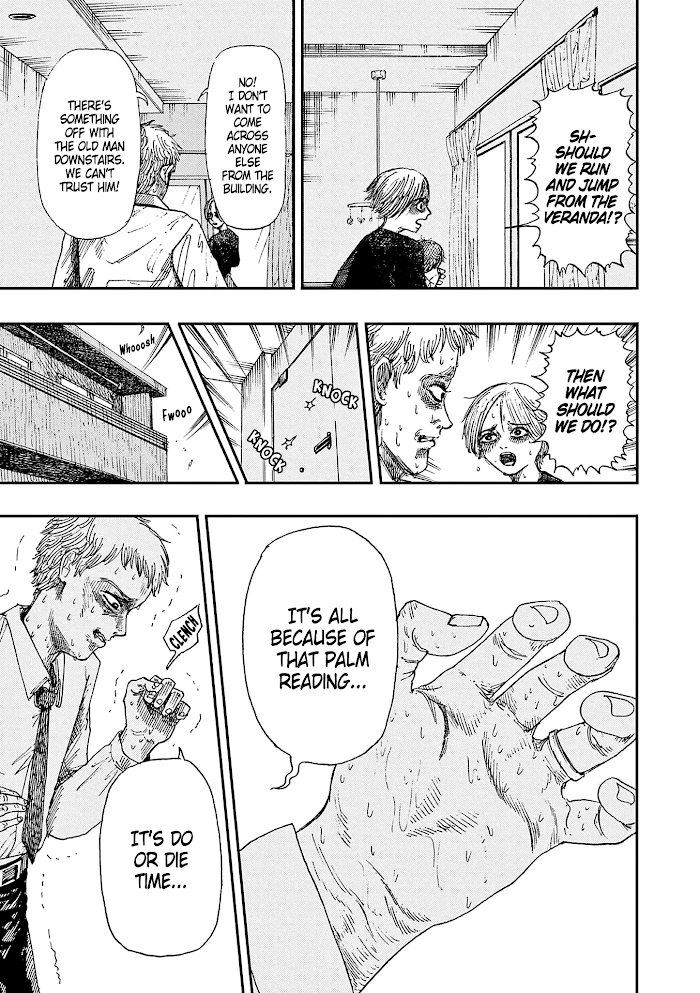 SH-
SHOULD
WE RUN
AND JUMP
FROM THE
VERANDA!?
NO!
I DON'T
WANT TO
COME
ACROSS
ANYONE
ELSE
FROM THE
BUILDING.
THERE'S
SOMETHING
OFF WITH
THE OLD MAN
DOWNSTAIRS.
WE CAN'T
TRUST HIM!
THEN
WHAT
SHOULD
WE DO!?
KNOCK
KNOCK
Whooosh
Fwooo
IT'S ALL
BECAUSE OF
THAT PALM
READING...
CLENCH
IT'S DO
OR DIE
TIME...